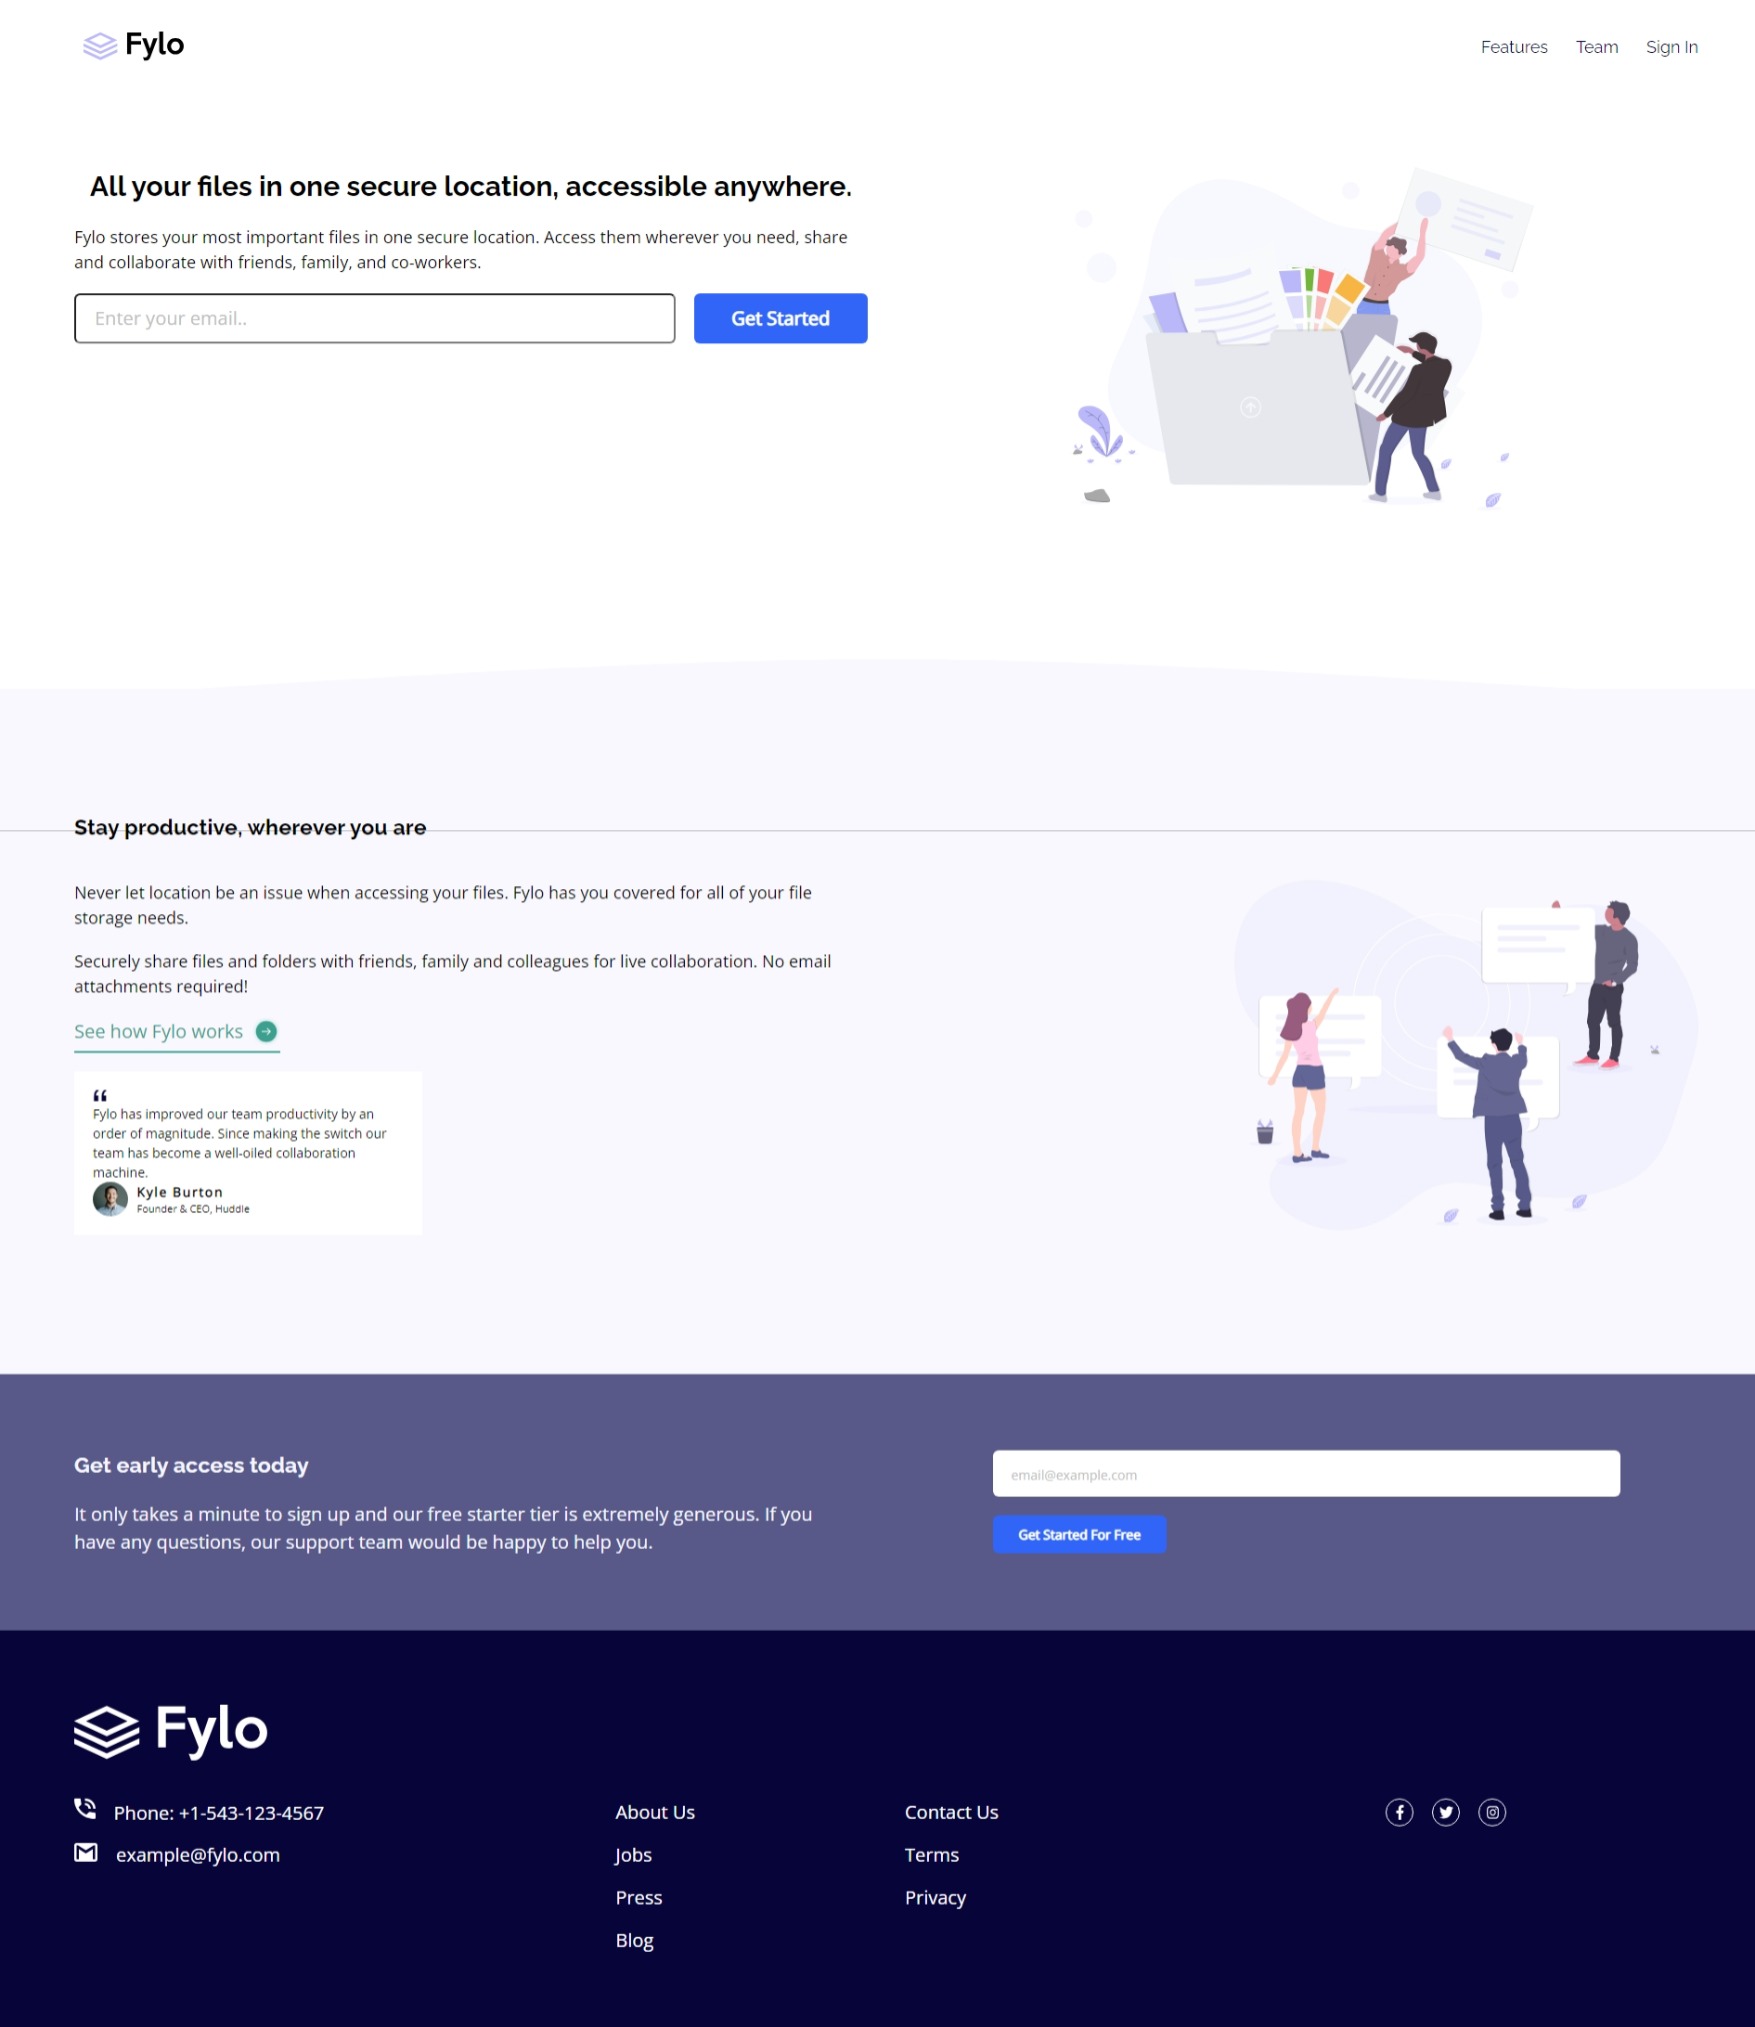 Fylo
Features Team Sign In
All your files in one secure location, accessible anywhere.
Fylo stores your most important files in one secure location. Access them wherever you need, share
and collaborate with friends, family, and co-workers.
Enter your email..
Get Started
Stay productive, wherever you are
Never let location be an issue when accessing your files. Fylo has you covered for all of your file
storage needs.
Securely share files and folders with friends, family and colleagues for live collaboration. No email
attachments required!
See how Fylo works
“
Fylo has improved our team productivity by an
order of magnitude. Since making the switch our
team has become a well-oiled collaboration
machine.
Kyle Burton
Founder & CEO, Huddle
Get early access today
It only takes a minute to sign up and our free starter tier is extremely generous. If you
have any questions, our support team would be happy to help you.
email@example.com
Get Started For Free
Fylo
Phone: +1-543-123-4567
example@fylo.com
About Us
Jobs
Press
Blog
Contact Us
Terms
Privacy